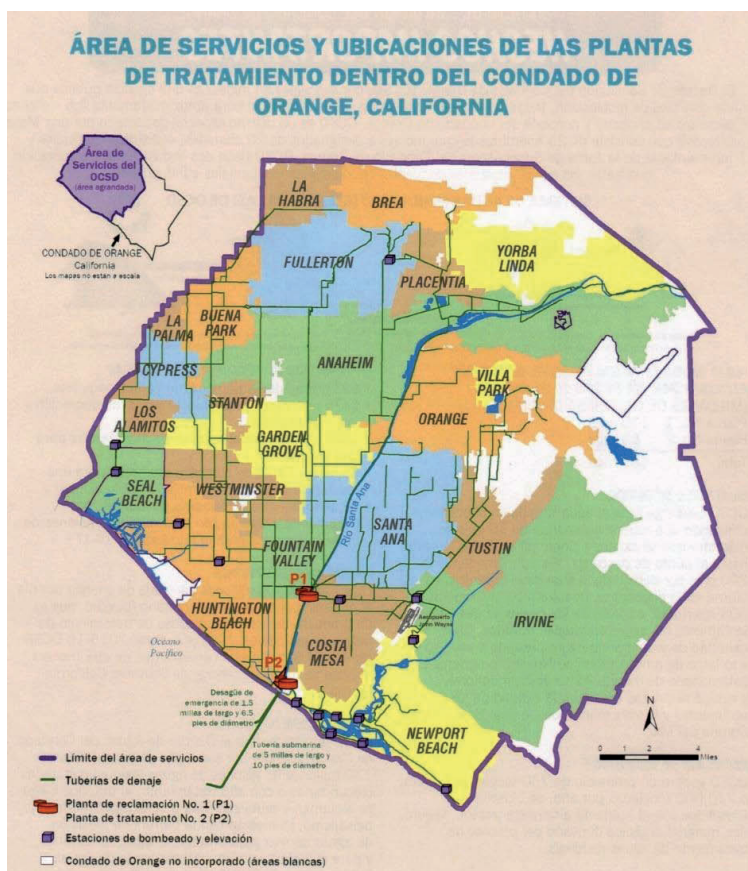 ÁREA DE SERVICIOS Y UBICACIONES DE LAS PLANTAS
DE TRATAMIENTO DENTRO DEL CONDADO DE
ORANGE, CALIFORNIA
Área de
Servicios del
OCSD
(área agrandada)
CONDADO DE ORANGE
California
Los mapas no están a escala
LA
HABRA
BREA
FULLERTON
YORBA
LINDA
PLACENTIA
BUENA
PARK
LA
PALMA
ANAHEIM
CYPRESS
VILLA
PARK
STANTON
ORANGE
LOS
ALAMITOS
GARDEN
GROVE
SEAL
BEACH
WESTMINSTER
Río Santa Ana
SANTA
ANA
FOUNTAIN
VALLEY
TUSTIN
P1
HUNTINGTON
BEACH
IRVINE
Aeropuerto
John Wayne
COSTA
MESA
Oceano
Pacífico
P2
Desagüe de
emergencia de 1.5
millas de largo y 6.5
pies de diámetro
NEWPORT
BEACH
Tubería submarina
de 5 millas de largo y
10 pies de diámetro
N
0 1 2 4
Miles
Límite del área de servicios
Tuberías de denaje
Planta de reclamación No. 1 (P1)
Planta de tratamiento No. 2 (P2)
Estaciones de bombeado y elevación
Condado de Orange no incorporado (áreas blancas)